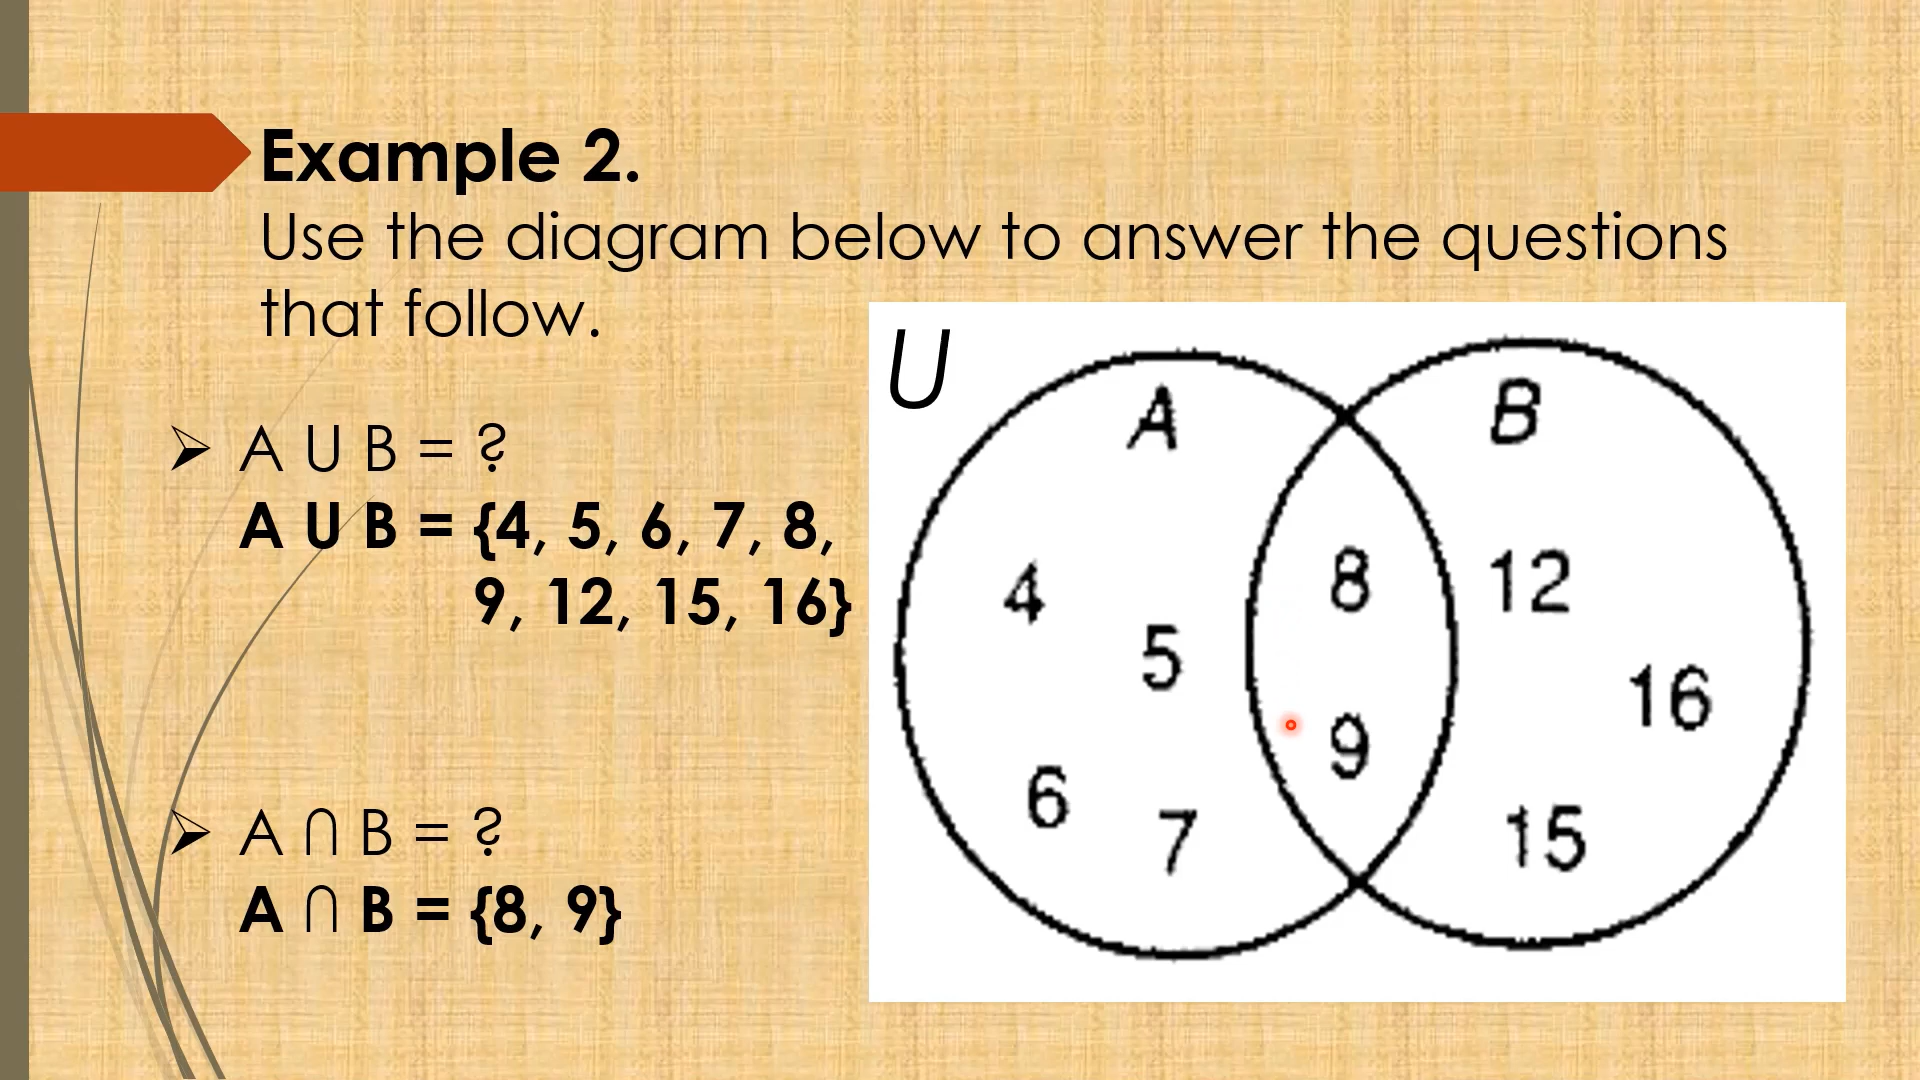 Example 2.
Use the diagram below to answer the questions
that follow.
➢ A U B = ?
A U B = {4, 5, 6, 7, 8,
9, 12, 15, 16}
➢ A ∩ B = ?
A ∩ B = {8, 9}
U
A B
4 8 12
5 16
9
6 7 15